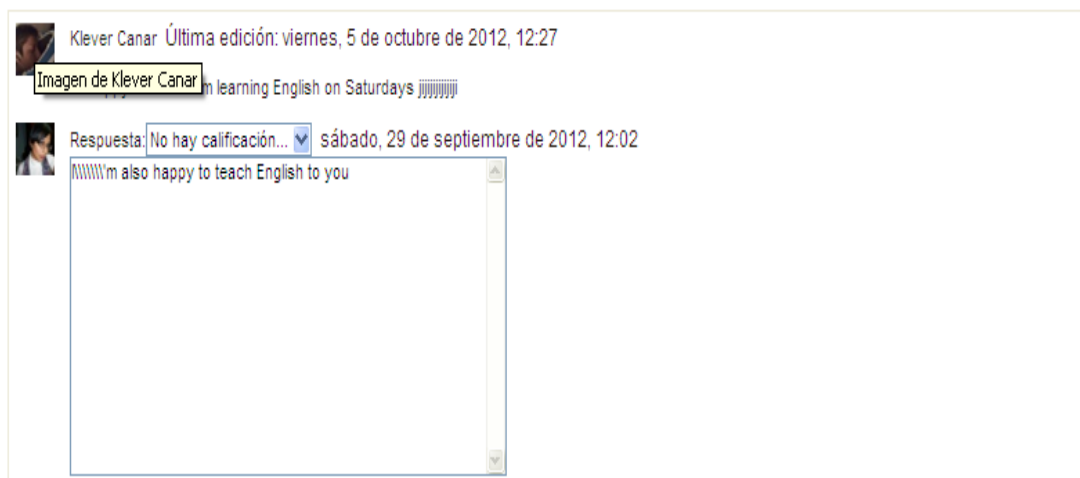 Klever Canar Última edición: viernes, 5 de octubre de 2012, 12:27
Imagen de Klever Canar
learning English on Saturdays jijijijijiji
Respuesta: No hay calificación... sábado, 29 de septiembre de 2012, 12:02
I\\\\\\\'m also happy to teach English to you